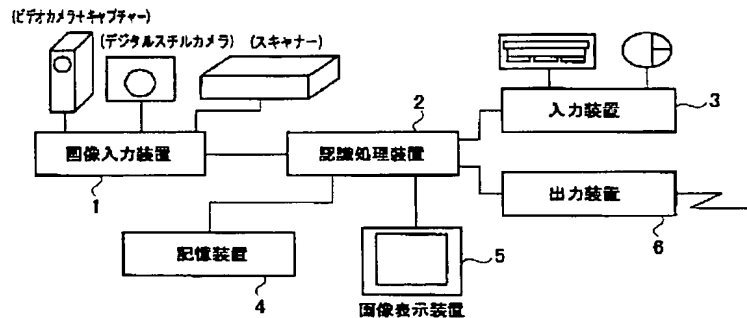 (ビデオカメラ+キャプチャー)
(デジタルスチルカメラ) (スキャナー)
画像入力装置
1
認識処理装置
2
入力装置
3
出力装置
6
記憶装置
4
5
画像表示装置